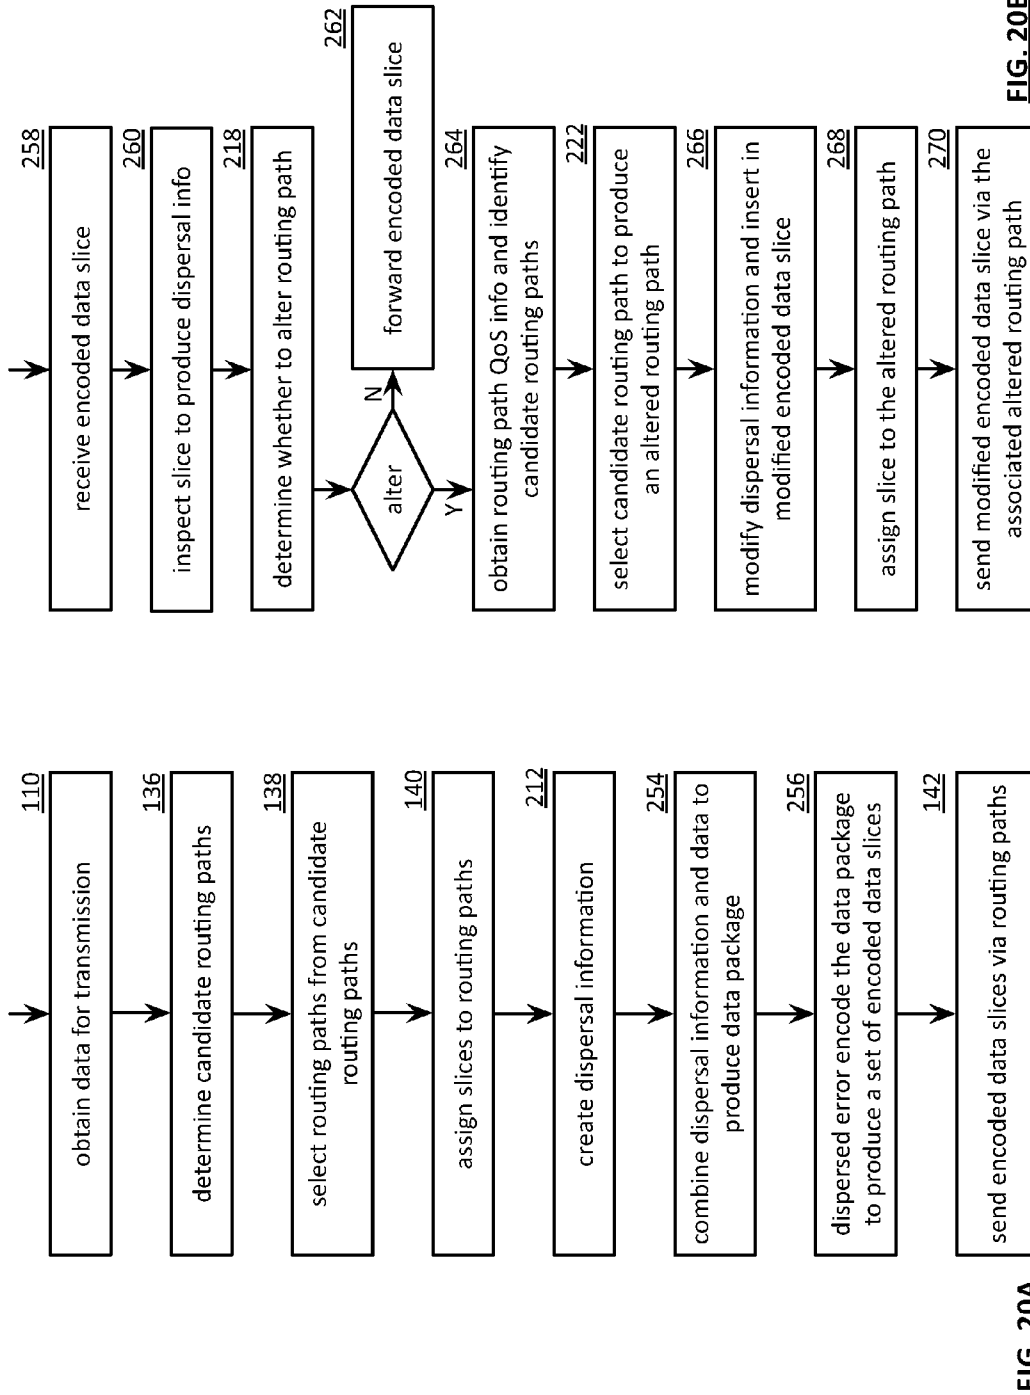 110
obtain data for transmission
136
determine candidate routing paths
138
select routing paths from candidate
routing paths
140
assign slices to routing paths
212
create dispersal information
254
combine dispersal information and data to
produce data package
256
dispersed error encode the data package
to produce a set of encoded data slices
142
send encoded data slices via routing paths
FIG. 20A
258
receive encoded data slice
260
inspect slice to produce dispersal info
218
determine whether to alter routing path
alter
N
Y
262
forward encoded data slice
264
obtain routing path QoS info and identify
candidate routing paths
222
select candidate routing path to produce
an altered routing path
266
modify dispersal information and insert in
modified encoded data slice
268
assign slice to the altered routing path
270
send modified encoded data slice via the
associated altered routing path
FIG. 20B